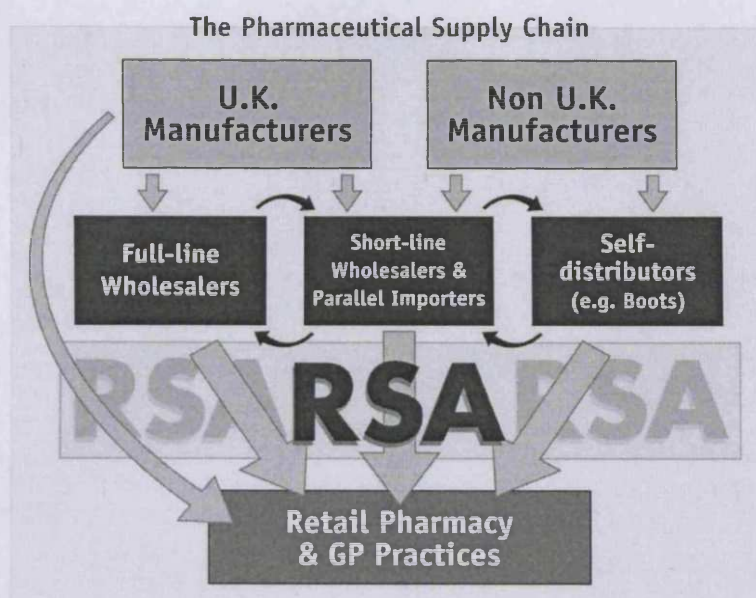 The Pharmaceutical Supply Chain
U.K.
Manufacturers
Non U.K.
Manufacturers
Full-line
Wholesalers
Short-line
Wholesalers &
Parallel Importers
Self-
distributors
(e.g. Boots)
RSA RSA RSA
Retail Pharmacy
& GP Practices